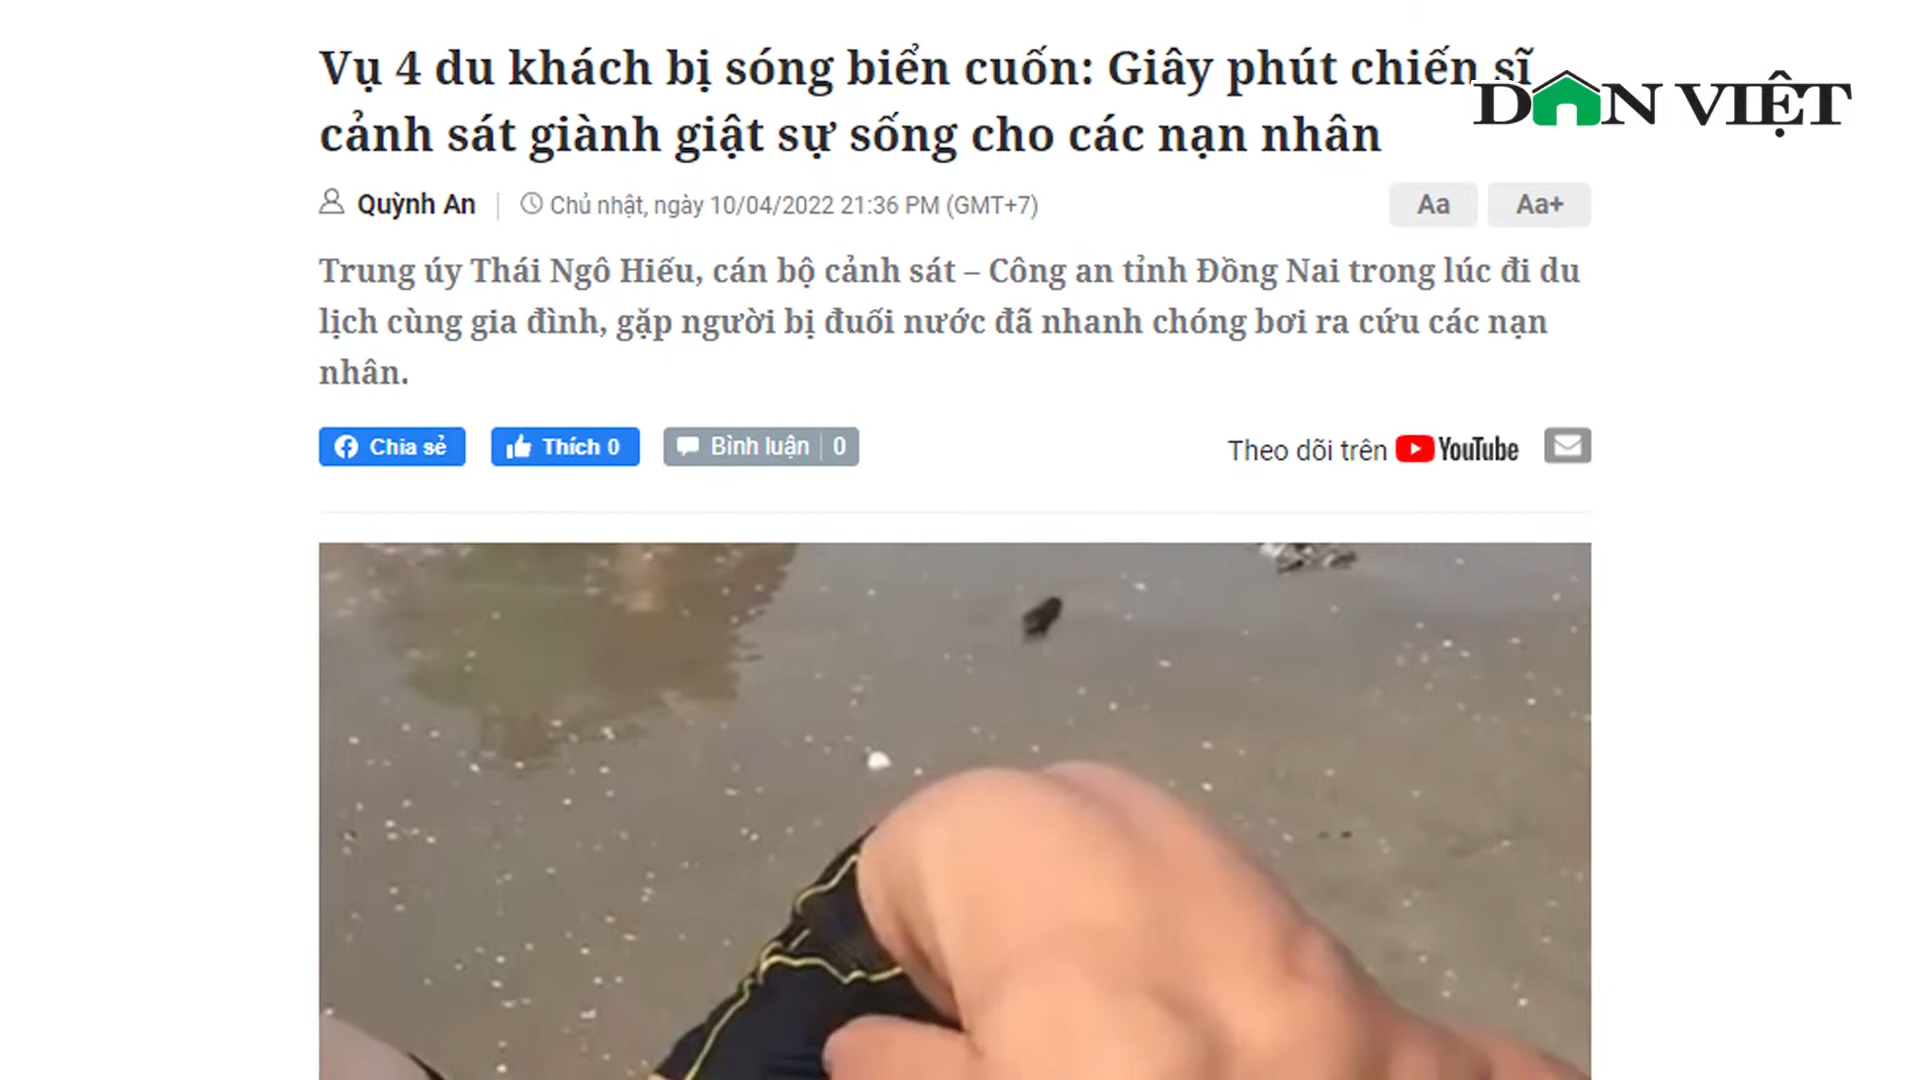 Vụ 4 du khách bị sóng biển cuốn: Giây phút chiến sĩ
DÂN VIỆT
cảnh sát giành giật sự sống cho các nạn nhân
Quỳnh An
Chủ nhật, ngày 10/04/2022 21:36 PM (GMT+7)
Aa
Aa+
Trung úy Thái Ngô Hiếu, cán bộ cảnh sát – Công an tỉnh Đồng Nai trong lúc đi du
lịch cùng gia đình, gặp người bị đuối nước đã nhanh chóng bơi ra cứu các nạn
nhân.
Chia sẻ
Thích 0
Bình luận 0
Theo dõi trên YouTube